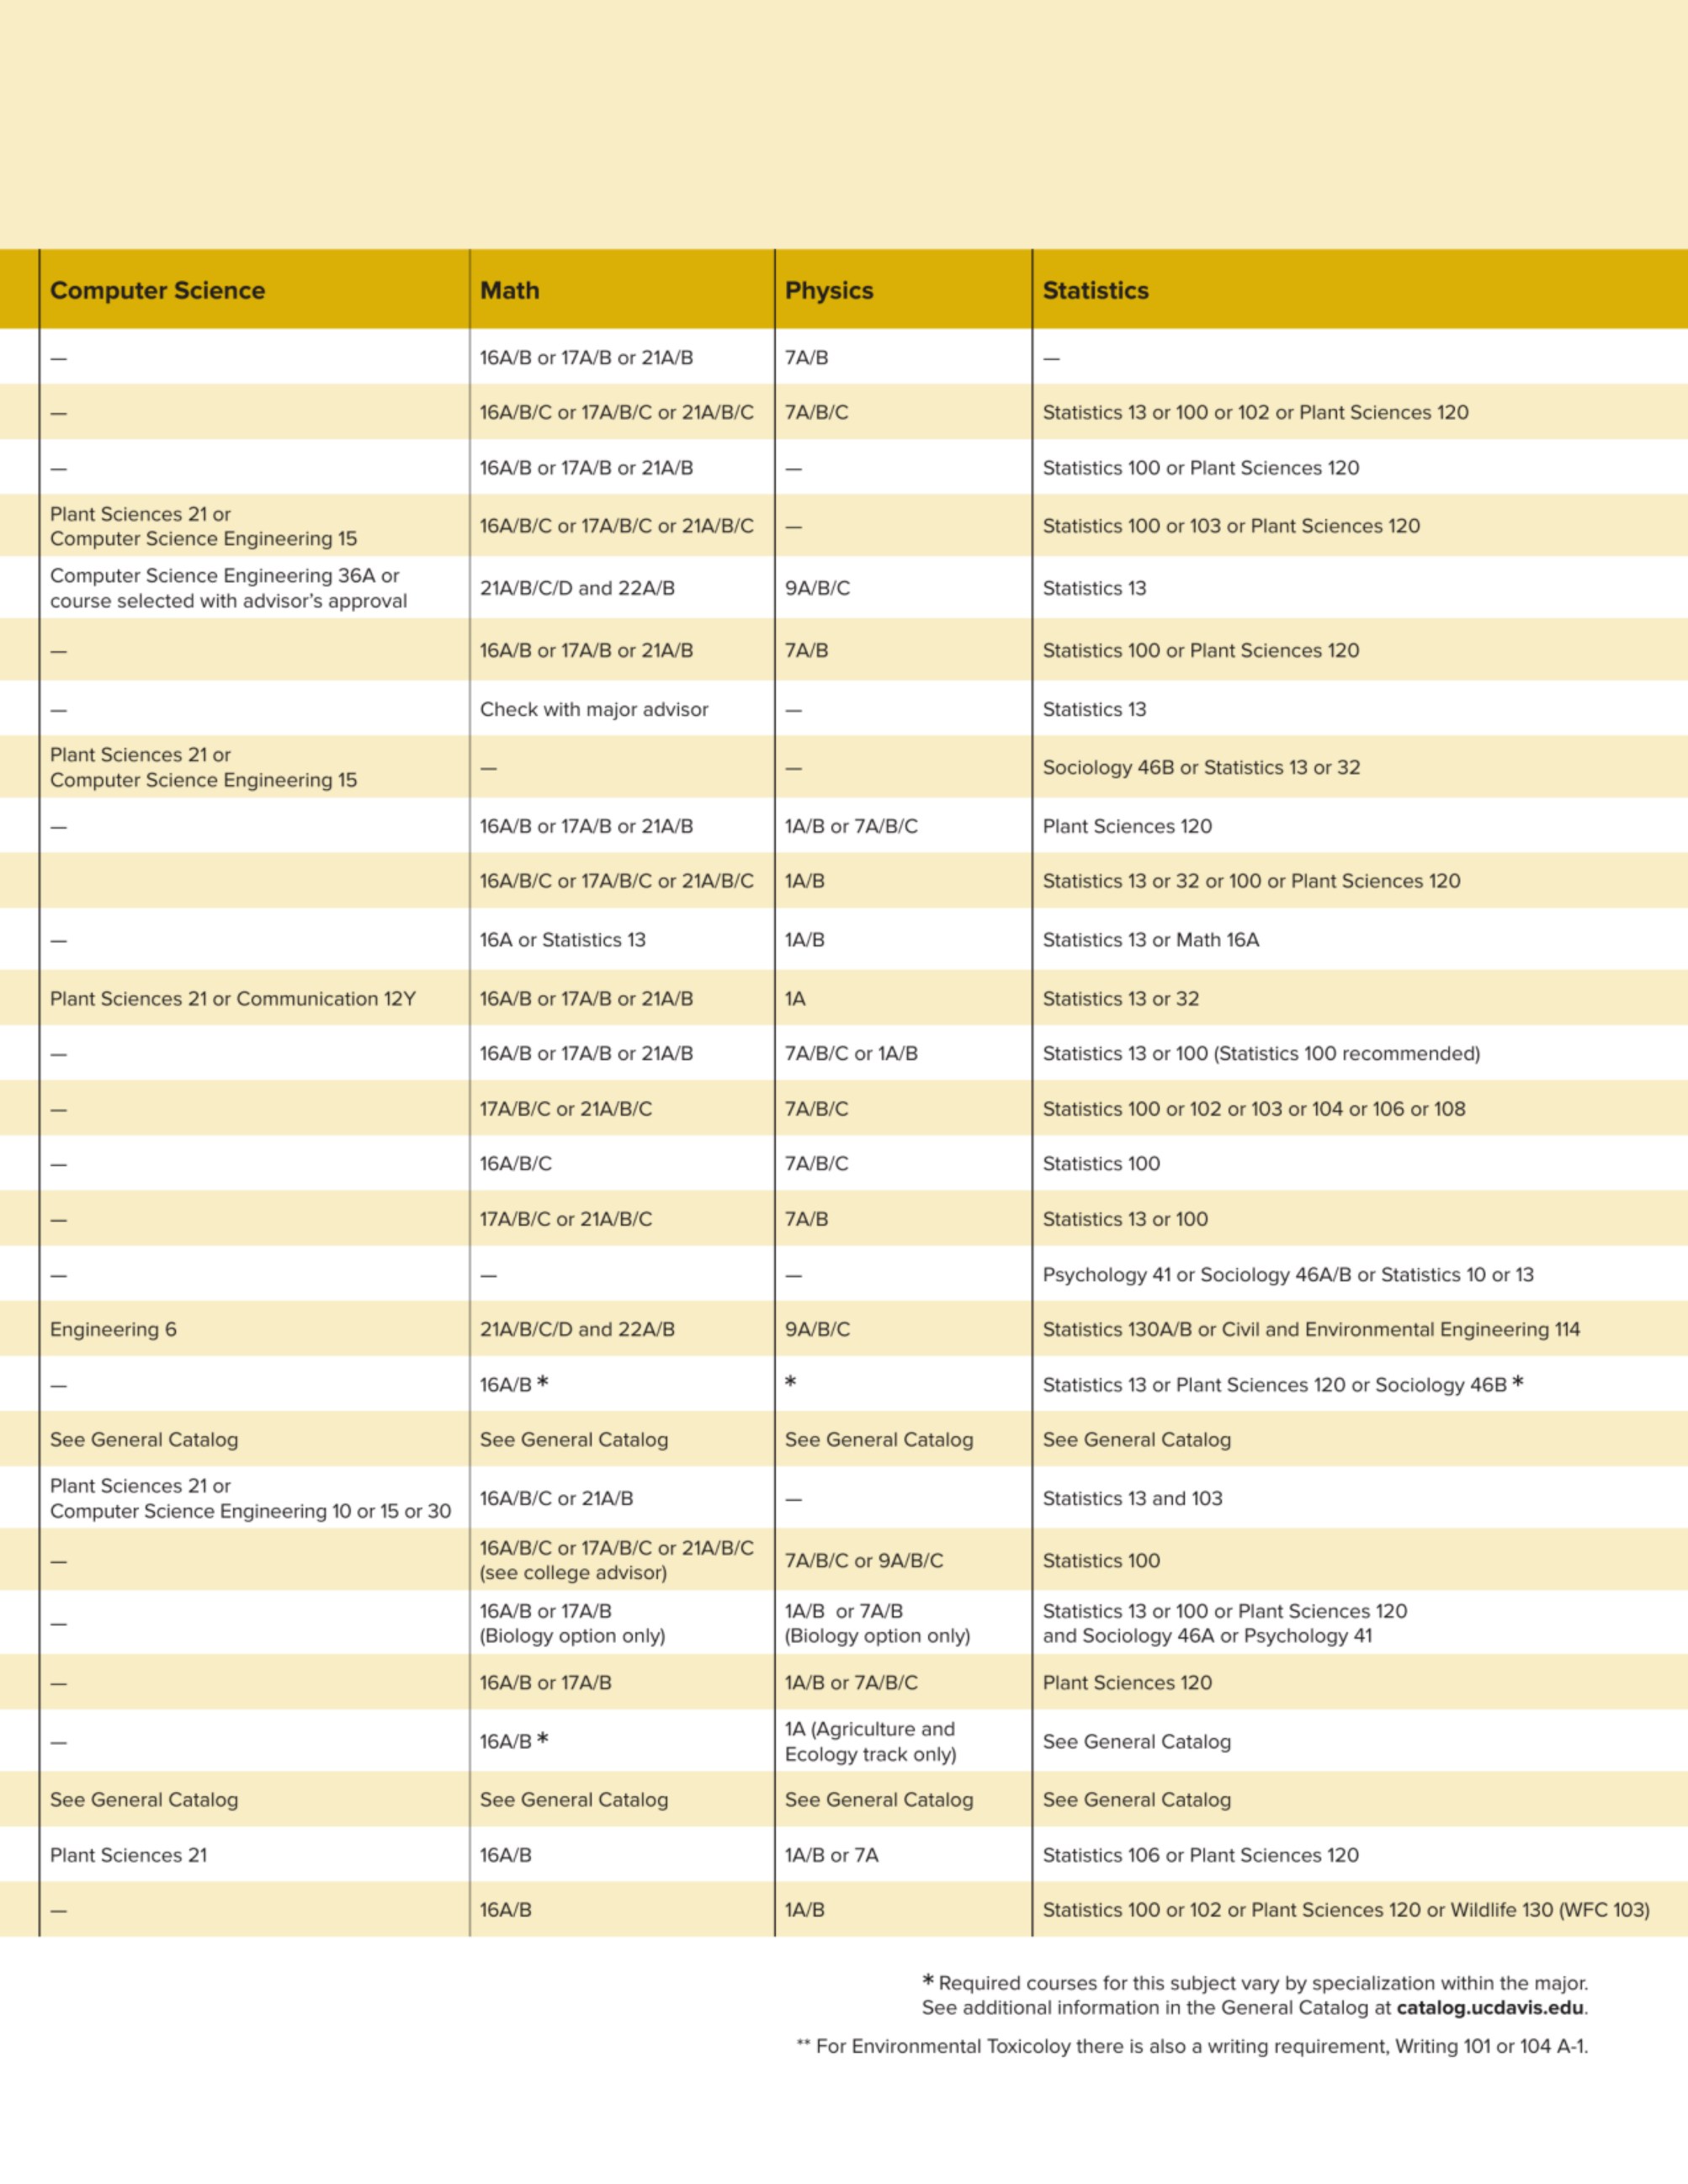 Computer Science Math Physics Statistics
— 16A/B or 17A/B or 21A/B 7A/B —
— 16A/B/C or 17A/B/C or 21A/B/C 7A/B/C Statistics 13 or 100 or 102 or Plant Sciences 120
— 16A/B or 17A/B or 21A/B — Statistics 100 or Plant Sciences 120
Plant Sciences 21 or
Computer Science Engineering 15 16A/B/C or 17A/B/C or 21A/B/C — Statistics 100 or 103 or Plant Sciences 120
Computer Science Engineering 36A or
course selected with advisor’s approval 21A/B/C/D and 22A/B 9A/B/C Statistics 13
— 16A/B or 17A/B or 21A/B 7A/B Statistics 100 or Plant Sciences 120
— Check with major advisor — Statistics 13
Plant Sciences 21 or
Computer Science Engineering 15 — — Sociology 46B or Statistics 13 or 32
— 16A/B or 17A/B or 21A/B 1A/B or 7A/B/C Plant Sciences 120
16A/B/C or 17A/B/C or 21A/B/C 1A/B Statistics 13 or 32 or 100 or Plant Sciences 120
— 16A or Statistics 13 1A/B Statistics 13 or Math 16A
Plant Sciences 21 or Communication 12Y 16A/B or 17A/B or 21A/B 1A Statistics 13 or 32
— 16A/B or 17A/B or 21A/B 7A/B/C or 1A/B Statistics 13 or 100 (Statistics 100 recommended)
— 17A/B/C or 21A/B/C 7A/B/C Statistics 100 or 102 or 103 or 104 or 106 or 108
— 16A/B/C 7A/B/C Statistics 100
— 17A/B/C or 21A/B/C 7A/B Statistics 13 or 100
— — — Psychology 41 or Sociology 46A/B or Statistics 10 or 13
Engineering 6 21A/B/C/D and 22A/B 9A/B/C Statistics 130A/B or Civil and Environmental Engineering 114
— 16A/B * * Statistics 13 or Plant Sciences 120 or Sociology 46B *
See General Catalog See General Catalog See General Catalog See General Catalog
Plant Sciences 21 or
Computer Science Engineering 10 or 15 or 30 16A/B/C or 21A/B — Statistics 13 and 103
— 16A/B/C or 17A/B/C or 21A/B/C
(see college advisor) 7A/B/C or 9A/B/C Statistics 100
— 16A/B or 17A/B 1A/B or 7A/B Statistics 13 or 100 or Plant Sciences 120
(Biology option only) (Biology option only) and Sociology 46A or Psychology 41
— 16A/B or 17A/B 1A/B or 7A/B/C Plant Sciences 120
— 16A/B * 1A (Agriculture and
Ecology track only) See General Catalog
See General Catalog See General Catalog See General Catalog See General Catalog
Plant Sciences 21 16A/B 1A/B or 7A Statistics 106 or Plant Sciences 120
— 16A/B 1A/B Statistics 100 or 102 or Plant Sciences 120 or Wildlife 130 (WFC 103)
* Required courses for this subject vary by specialization within the major.
See additional information in the General Catalog at catalog.ucdavis.edu.
** For Environmental Toxicoloy there is also a writing requirement, Writing 101 or 104 A-1.